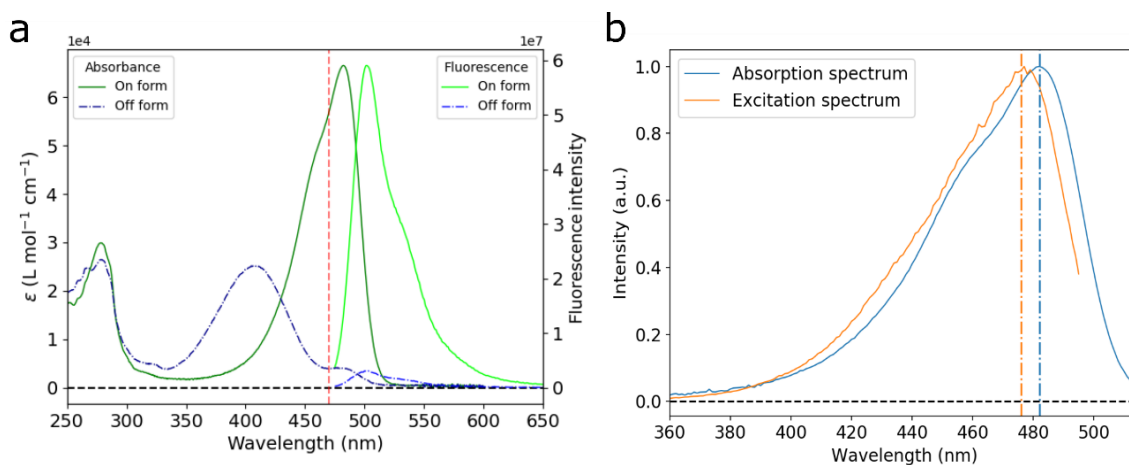 a
1e4
1e7
Absorbance
On form
Off form
Fluorescence
On form
Off form
6
5
4
3
2
1
0
6
5
4
3
2
1
0
ε (L mol⁻¹ cm⁻¹)
Fluorescence intensity
250 300 350 400 450 500 550 600 650
Wavelength (nm)
b
Absorption spectrum
Excitation spectrum
1.0
0.8
0.6
0.4
0.2
0.0
Intensity (a.u.)
360 380 400 420 440 460 480 500
Wavelength (nm)